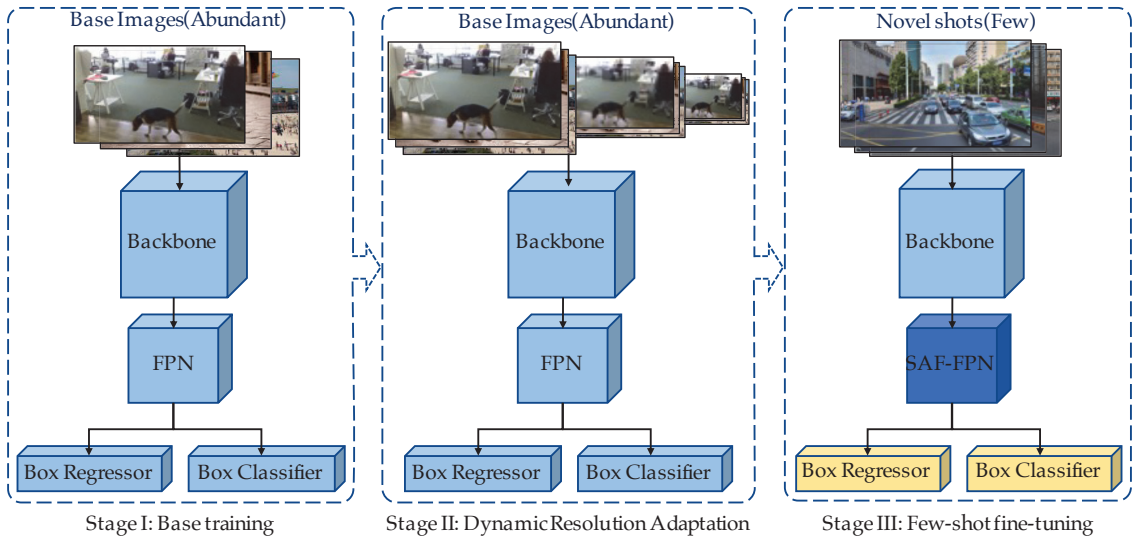 Base Images(Abundant)
Backbone
FPN
Box Regressor
Box Classifier
Stage I: Base training
Base Images(Abundant)
Backbone
FPN
Box Regressor
Box Classifier
Stage II: Dynamic Resolution Adaptation
Novel shots(Few)
Backbone
SAF-FPN
Box Regressor
Box Classifier
Stage III: Few-shot fine-tuning